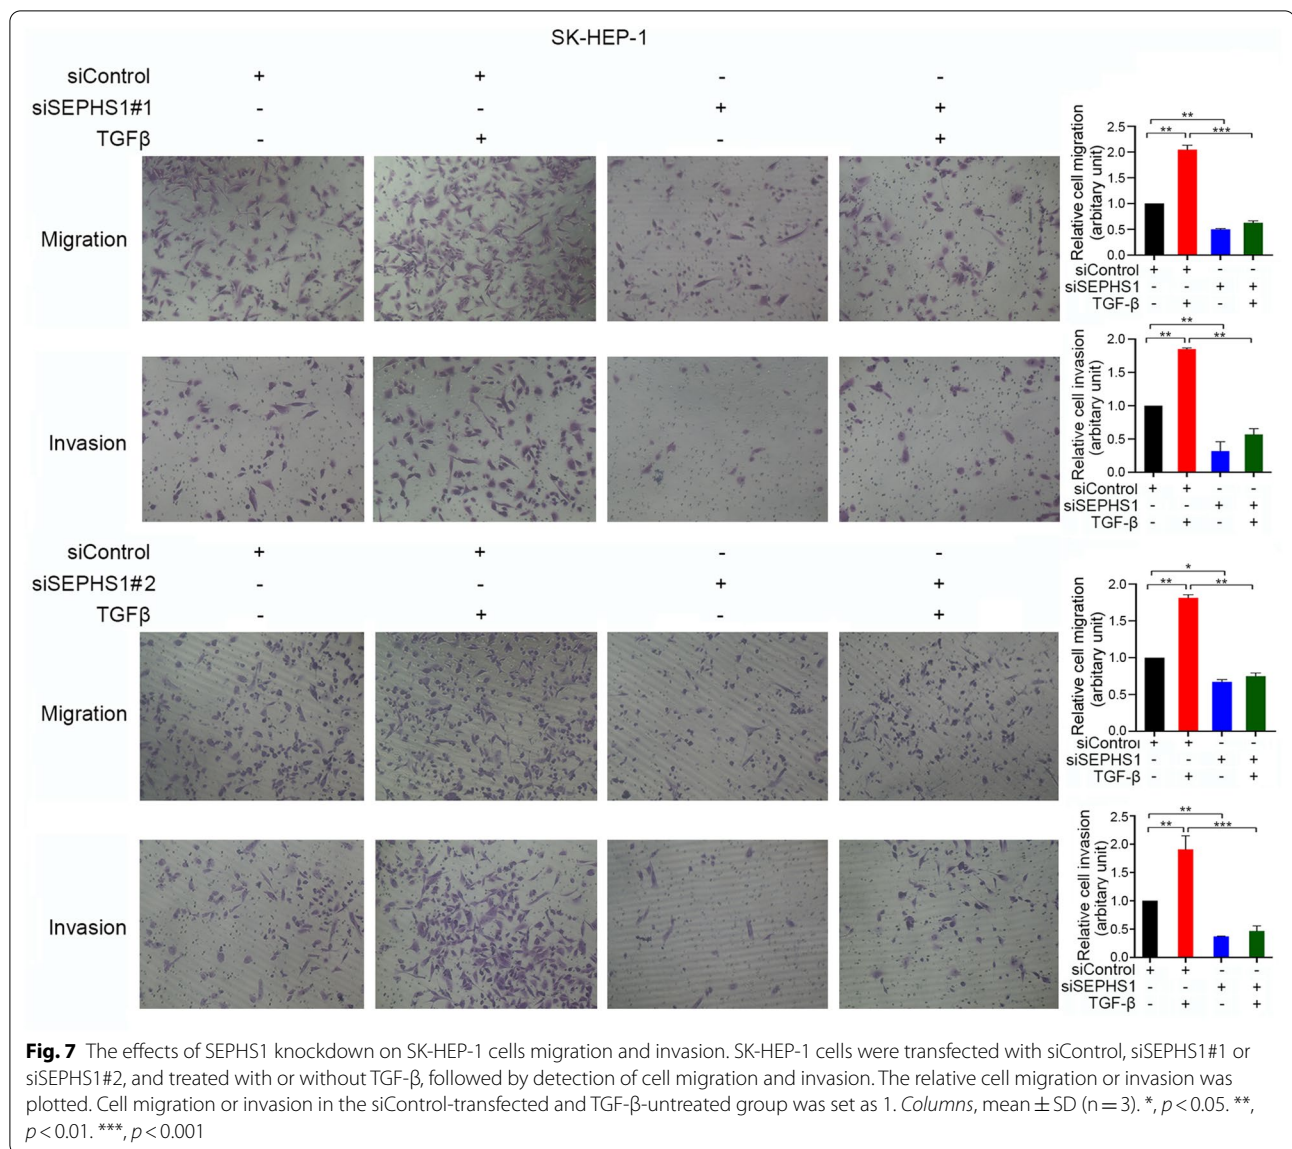 SK-HEP-1
siControl + + - -
siSEPHS1#1 - - + +
TGFβ - + - +
Migration
Relative cell migration
(arbitary unit)
2.5
2.0
1.5
1.0
0.5
0.0
** 
** ***
siControl + + - -
siSEPHS1 - - + +
TGF-β - + - +
Invasion
Relative cell invasion
(arbitary unit)
2.0
1.5
1.0
0.5
0.0
**
** **
siControl + + - -
siSEPHS1 - - + +
TGF-β - + - +
siControl + + - -
siSEPHS1#2 - - + +
TGFβ - + - +
Migration
Relative cell migration
(arbitary unit)
2.0
1.5
1.0
0.5
0.0
*
** **
siControl + + - -
siSEPHS1 - - + +
TGF-β - + - +
Invasion
Relative cell invasion
(arbitary unit)
2.5
2.0
1.5
1.0
0.5
0.0
**
** ***
siControl + + - -
siSEPHS1 - - + +
TGF-β - + - +
Fig. 7 The effects of SEPHS1 knockdown on SK-HEP-1 cells migration and invasion. SK-HEP-1 cells were transfected with siControl, siSEPHS1#1 or
siSEPHS1#2, and treated with or without TGF-β, followed by detection of cell migration and invasion. The relative cell migration or invasion was
plotted. Cell migration or invasion in the siControl-transfected and TGF-β-untreated group was set as 1. Columns, mean ± SD (n = 3). *, p < 0.05. **,
p < 0.01. ***, p < 0.001